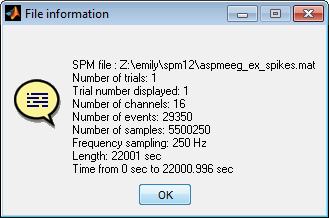 File information
SPM file : Z:\emily\spm12\aspmeeg_ex_spikes.mat
Number of trials: 1
Trial number displayed: 1
Number of channels: 16
Number of events: 29350
Number of samples: 5500250
Frequency sampling: 250 Hz
Length: 22001 sec
Time from 0 sec to 22000.996 sec
OK